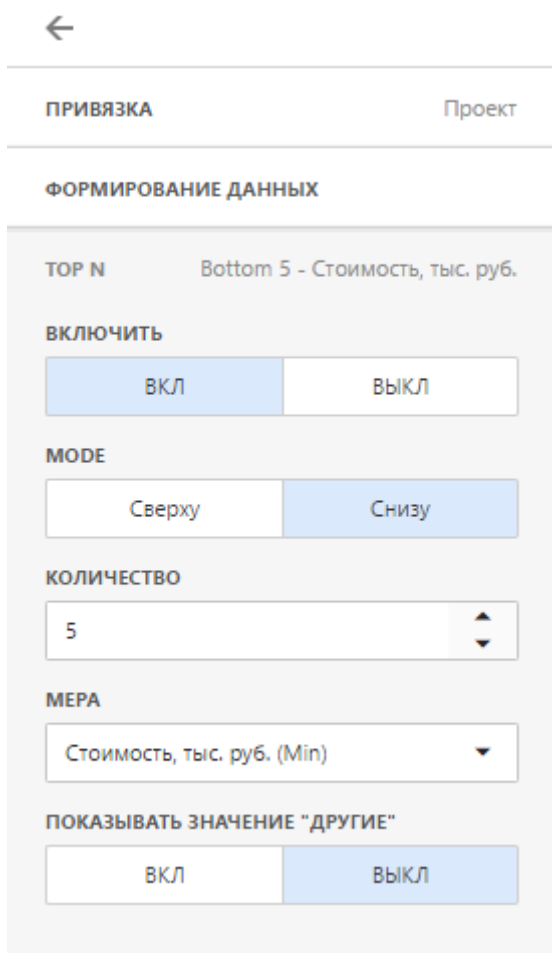 ПРИВЯЗКА Проект
ФОРМИРОВАНИЕ ДАННЫХ
TOP N Bottom 5 - Стоимость, тыс. руб.
ВКЛЮЧИТЬ
ВКЛ ВЫКЛ
MODE
Сверху Снизу
КОЛИЧЕСТВО
5
МЕРА
Стоимость, тыс. руб. (Min)
ПОКАЗЫВАТЬ ЗНАЧЕНИЕ "ДРУГИЕ"
ВКЛ ВЫКЛ